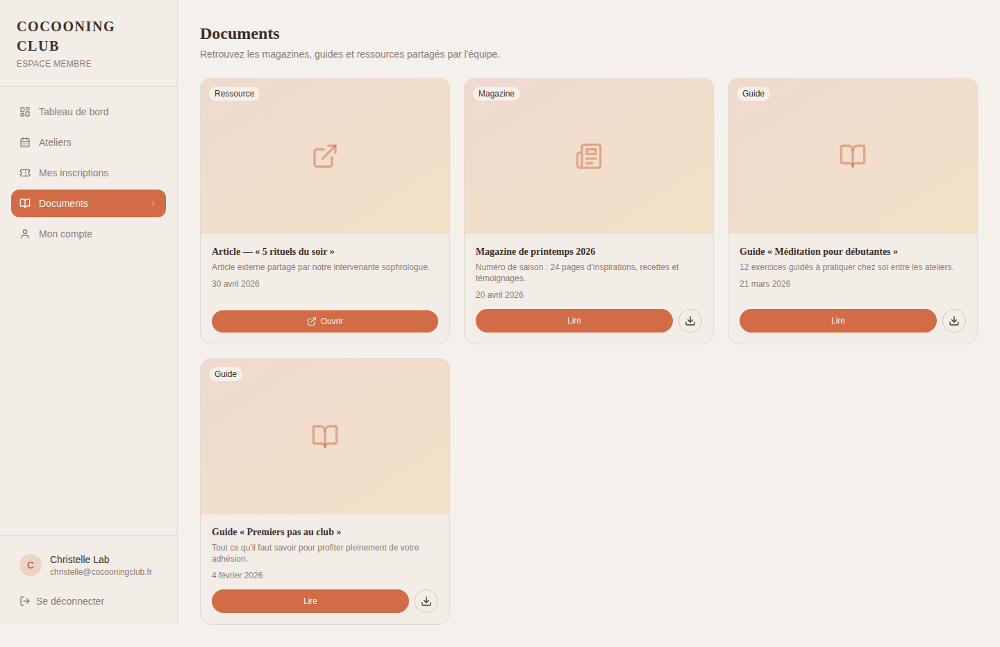 COCOONING
CLUB
ESPACE MEMBRE
Tableau de bord
Ateliers
Mes inscriptions
Documents
Mon compte
Christelle Lab
C
christelle@cocooningclub.fr
Se déconnecter
Documents
Retrouvez les magazines, guides et ressources partagés par l'équipe.
Ressource
Article — « 5 rituels du soir »
Article externe partagé par notre intervenante sophrologue.
30 avril 2026
Ouvrir
Magazine
Magazine de printemps 2026
Numéro de saison : 24 pages d'inspirations, recettes et
témoignages.
20 avril 2026
Lire
Guide
Guide « Méditation pour débutantes »
12 exercices guidés à pratiquer chez soi entre les ateliers.
21 mars 2026
Lire
Guide
Guide « Premiers pas au club »
Tout ce qu'il faut savoir pour profiter pleinement de votre
adhésion.
4 février 2026
Lire